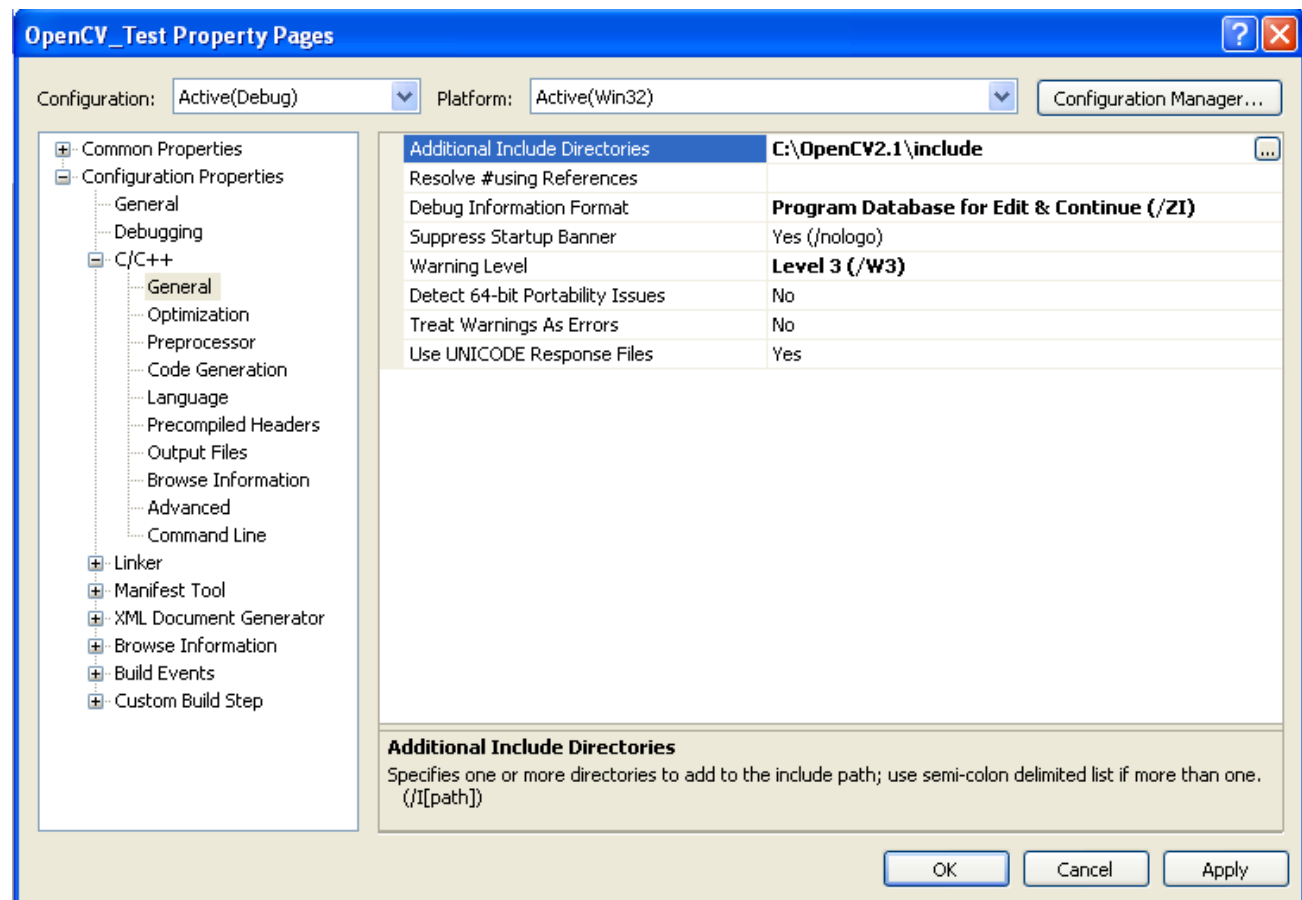 OpenCV_Test Property Pages
Configuration: Active(Debug) Platform: Active(Win32) Configuration Manager...
Common Properties
Configuration Properties
General
Debugging
C/C++
General
Optimization
Preprocessor
Code Generation
Language
Precompiled Headers
Output Files
Browse Information
Advanced
Command Line
Linker
Manifest Tool
XML Document Generator
Browse Information
Build Events
Custom Build Step
Additional Include Directories C:\OpenCV2.1\include ...
Resolve #using References
Debug Information Format Program Database for Edit & Continue (/ZI)
Suppress Startup Banner Yes (/nologo)
Warning Level Level 3 (/W3)
Detect 64-bit Portability Issues No
Treat Warnings As Errors No
Use UNICODE Response Files Yes
Additional Include Directories
Specifies one or more directories to add to the include path; use semi-colon delimited list if more than one.
(/I[path])
OK Cancel Apply